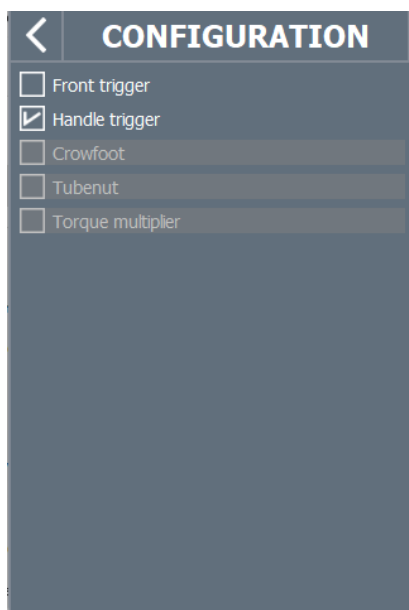 CONFIGURATION
Front trigger
Handle trigger
Crowfoot
Tubenut
Torque multiplier